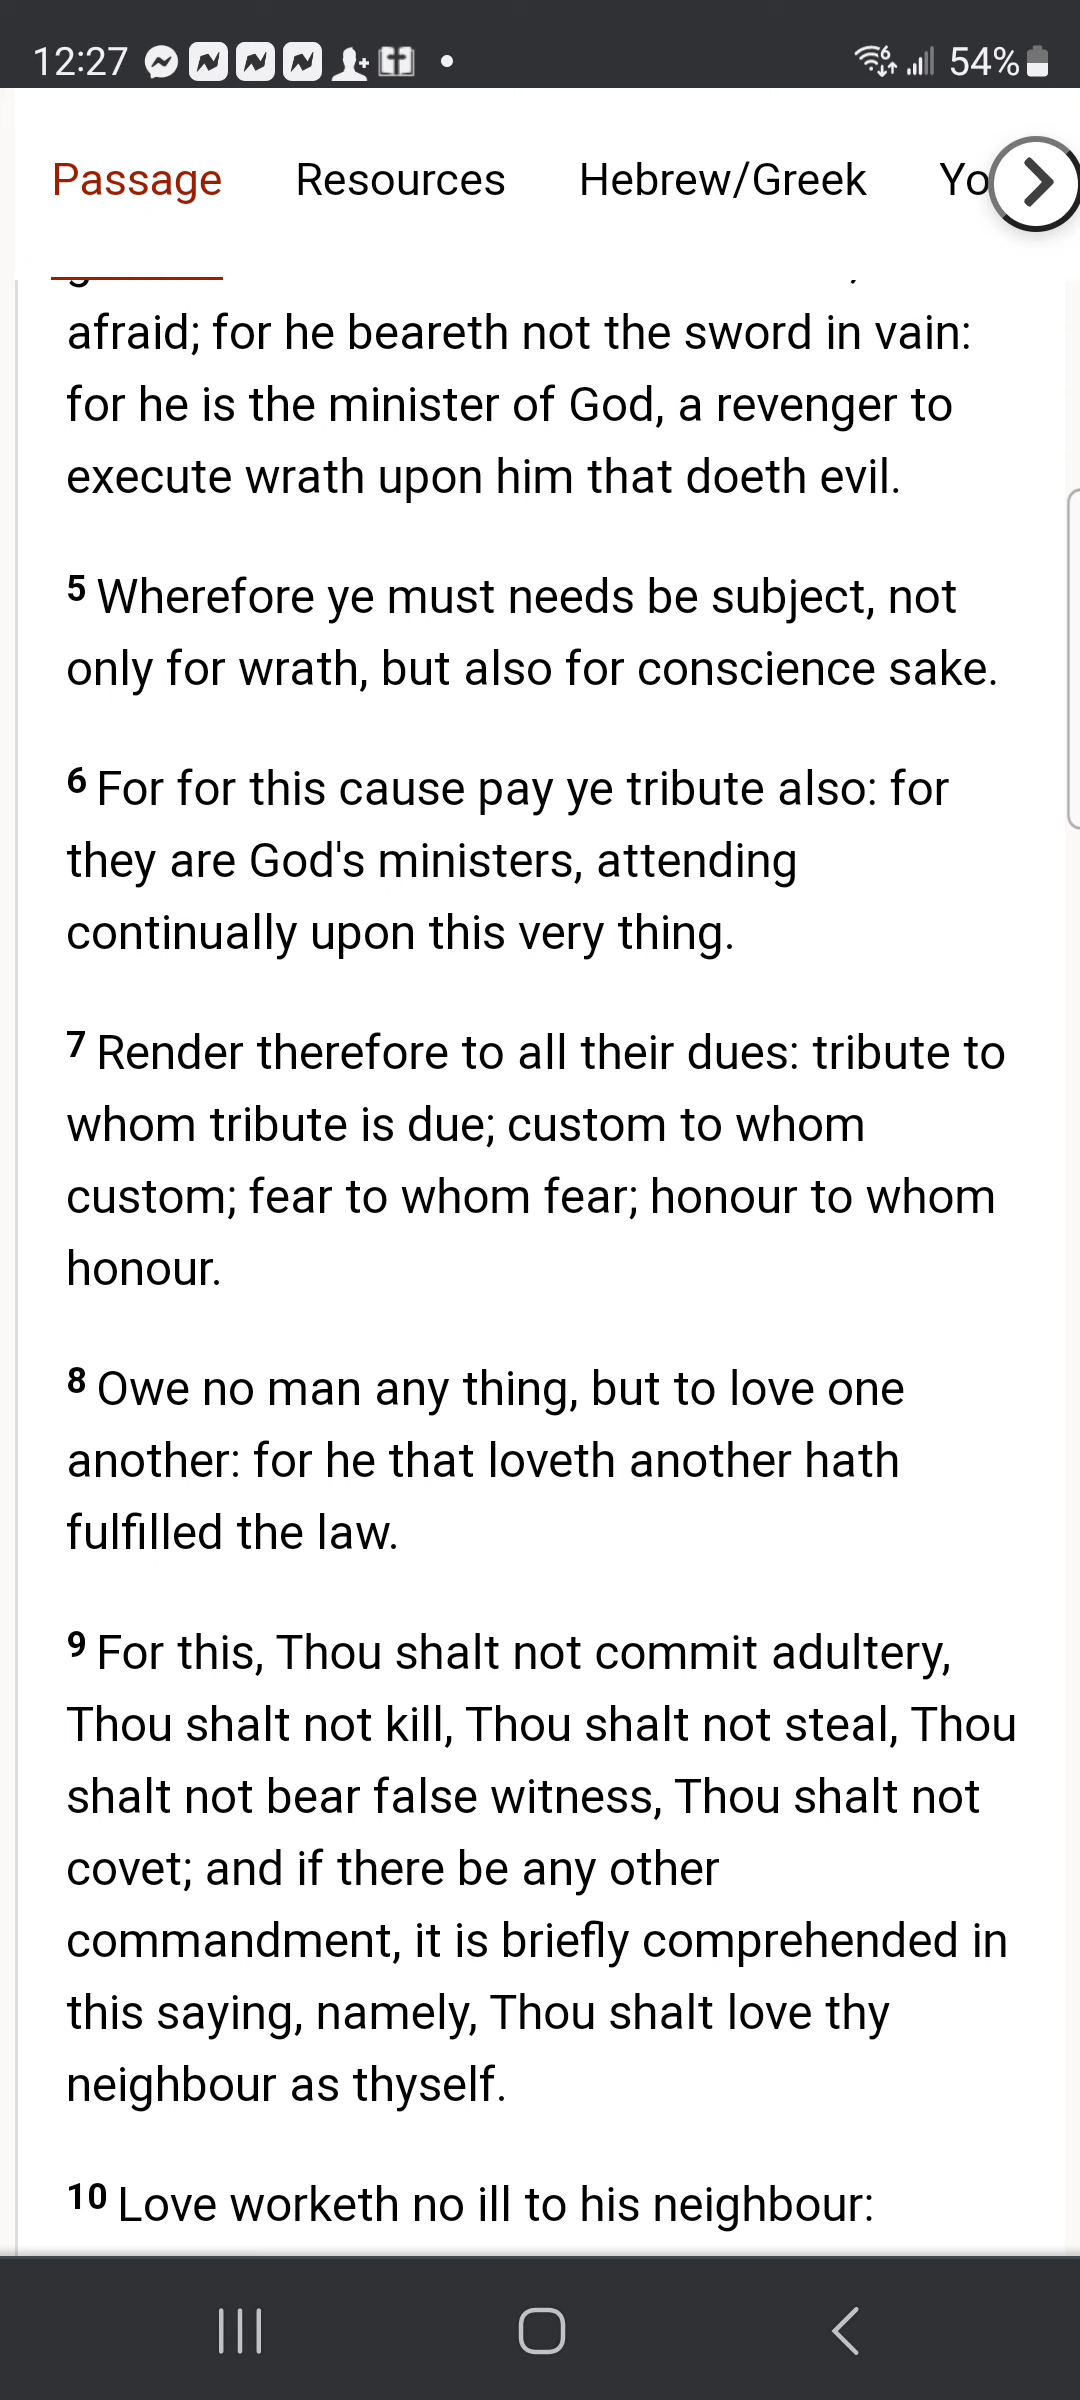 12:27
54%
Passage Resources Hebrew/Greek Yo
afraid; for he beareth not the sword in vain:
for he is the minister of God, a revenger to
execute wrath upon him that doeth evil.
5 Wherefore ye must needs be subject, not
only for wrath, but also for conscience sake.
6 For for this cause pay ye tribute also: for
they are God's ministers, attending
continually upon this very thing.
7 Render therefore to all their dues: tribute to
whom tribute is due; custom to whom
custom; fear to whom fear; honour to whom
honour.
8 Owe no man any thing, but to love one
another: for he that loveth another hath
fulfilled the law.
9 For this, Thou shalt not commit adultery,
Thou shalt not kill, Thou shalt not steal, Thou
shalt not bear false witness, Thou shalt not
covet; and if there be any other
commandment, it is briefly comprehended in
this saying, namely, Thou shalt love thy
neighbour as thyself.
10 Love worketh no ill to his neighbour: